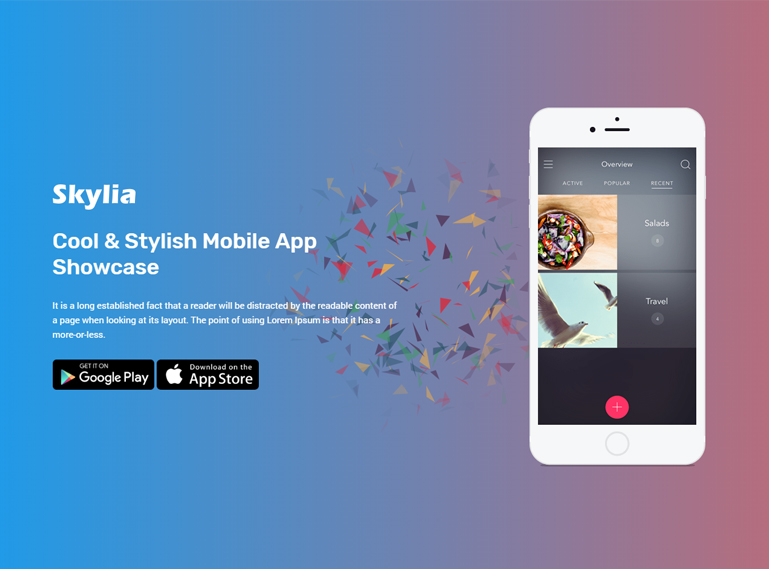 Skylia
Cool & Stylish Mobile App
Showcase
It is a long established fact that a reader will be distracted by the readable content of
a page when looking at its layout. The point of using Lorem Ipsum is that it has a
more-or-less.
GET IT ON
Google Play
Download on the
App Store
Overview
ACTIVE POPULAR RECENT
Salads
Travel
4